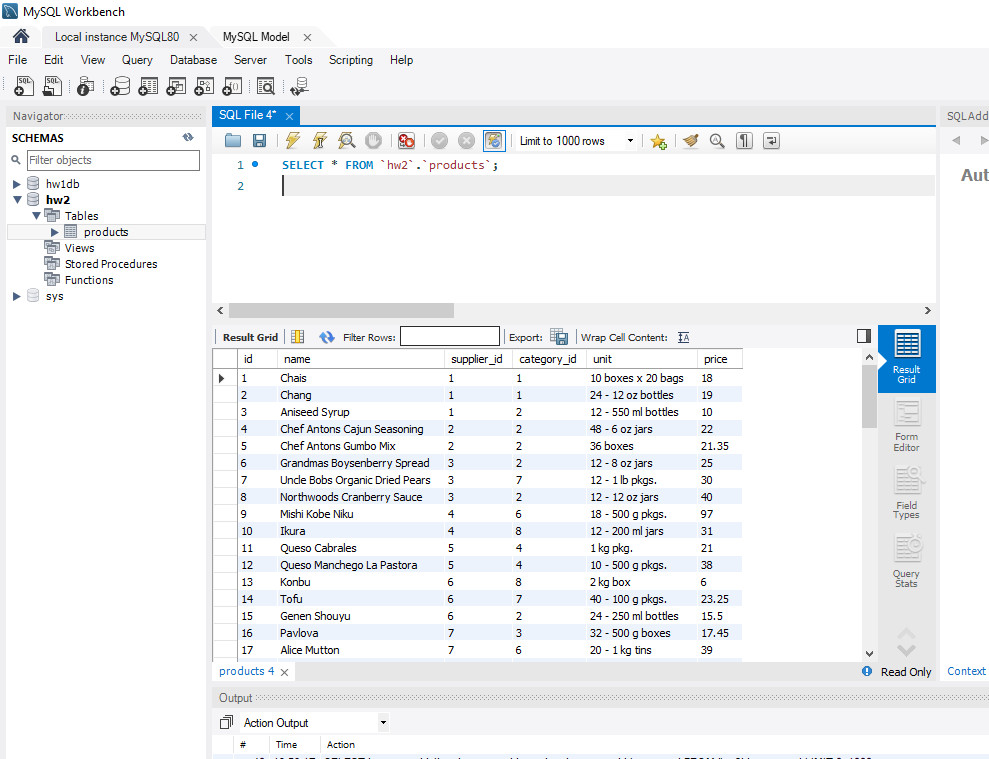 MySQL Workbench
Local instance MySQL80 MySQL Model
File Edit View Query Database Server Tools Scripting Help
Navigator
SCHEMAS
Filter objects
hw1db
hw2
Tables
products
Views
Stored Procedures
Functions
sys
SQL File 4*
Limit to 1000 rows
1 SELECT * FROM `hw2`.`products`;
2
Result Grid Filter Rows: Export: Wrap Cell Content:
id name supplier_id category_id unit price
1 Chais 1 1 10 boxes x 20 bags 18
2 Chang 1 1 24 - 12 oz bottles 19
3 Aniseed Syrup 1 2 12 - 550 ml bottles 10
4 Chef Antons Cajun Seasoning 2 2 48 - 6 oz jars 22
5 Chef Antons Gumbo Mix 2 2 36 boxes 21.35
6 Grandmas Boysenberry Spread 3 2 12 - 8 oz jars 25
7 Uncle Bobs Organic Dried Pears 3 7 12 - 1 lb pkgs. 30
8 Northwoods Cranberry Sauce 3 2 12 - 12 oz jars 40
9 Mishi Kobe Niku 4 6 18 - 500 g pkgs. 97
10 Ikura 4 8 12 - 200 ml jars 31
11 Queso Cabrales 5 4 1 kg pkg. 21
12 Queso Manchego La Pastora 5 4 10 - 500 g pkgs. 38
13 Konbu 6 8 2 kg box 6
14 Tofu 6 7 40 - 100 g pkgs. 23.25
15 Genen Shouyu 6 2 24 - 250 ml bottles 15.5
16 Pavlova 7 3 32 - 500 g boxes 17.45
17 Alice Mutton 7 6 20 - 1 kg tins 39
Result
Grid
Form
Editor
Field
Types
Query
Stats
products 4
Read Only
Output
Action Output
# Time Action
SQLAdd
Aut
Context